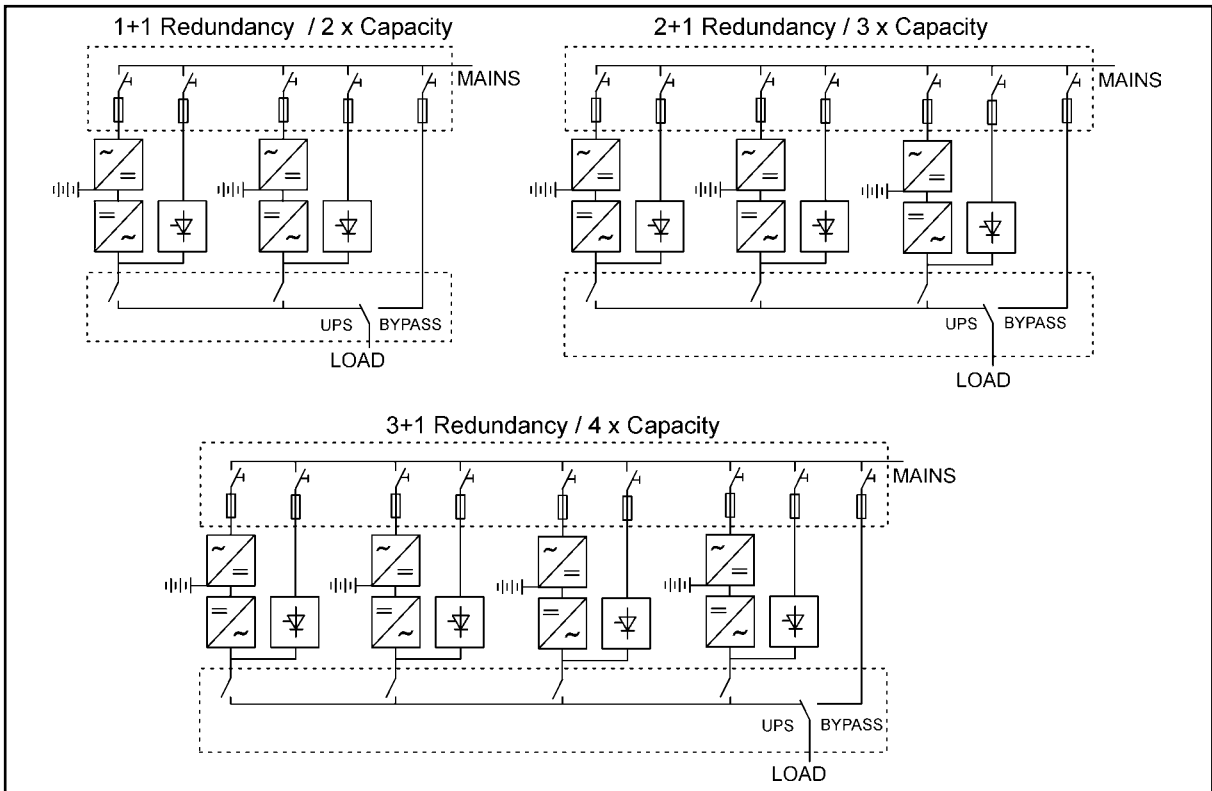 1+1 Redundancy / 2 x Capacity
MAINS
UPS BYPASS
LOAD
2+1 Redundancy / 3 x Capacity
MAINS
UPS BYPASS
LOAD
3+1 Redundancy / 4 x Capacity
MAINS
UPS BYPASS
LOAD